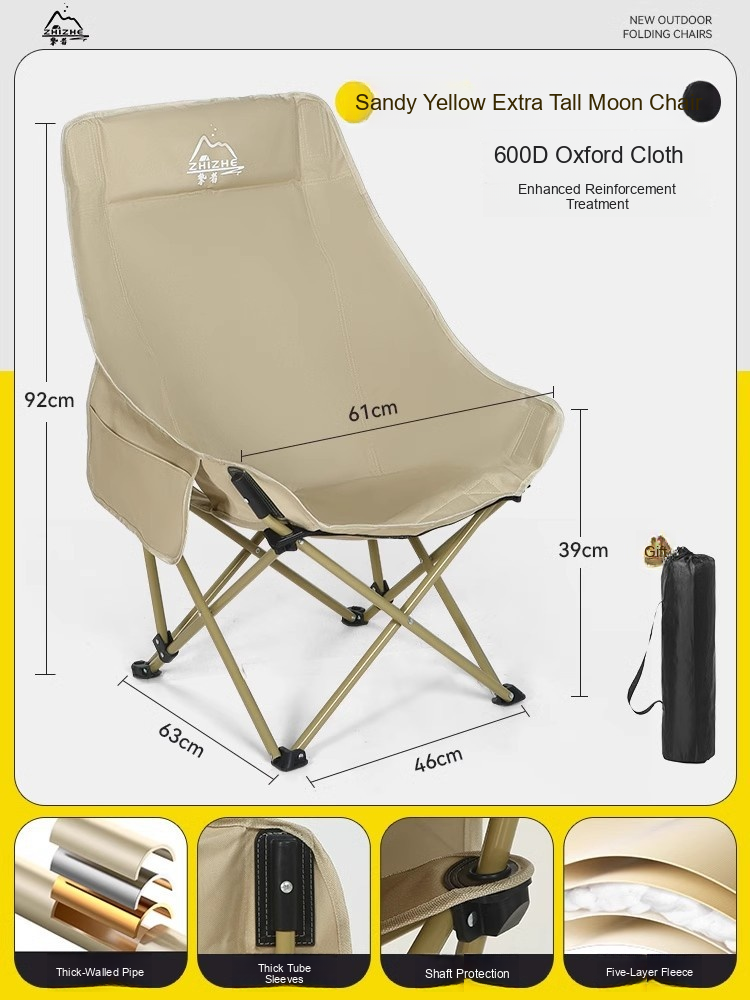 ZHIZHE
NEW OUTDOOR
FOLDING CHAIRS
Sandy Yellow Extra Tall Moon Chair
600D Oxford Cloth
Enhanced Reinforcement
Treatment
ZHIZHE
92cm
61cm
39cm
Gift
63cm
46cm
Thick-Walled Pipe
Thick Tube
Sleeves
Shaft Protection
Five-Layer Fleece